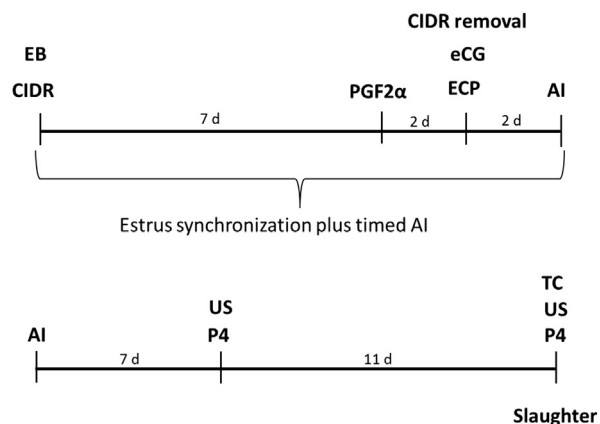 CIDR removal
EB
eCG
CIDR
PGF2α
ECP
AI
7 d
2 d
2 d
Estrus synchronization plus timed AI
TC
US
US
AI
P4
P4
7 d
11 d
Slaughter